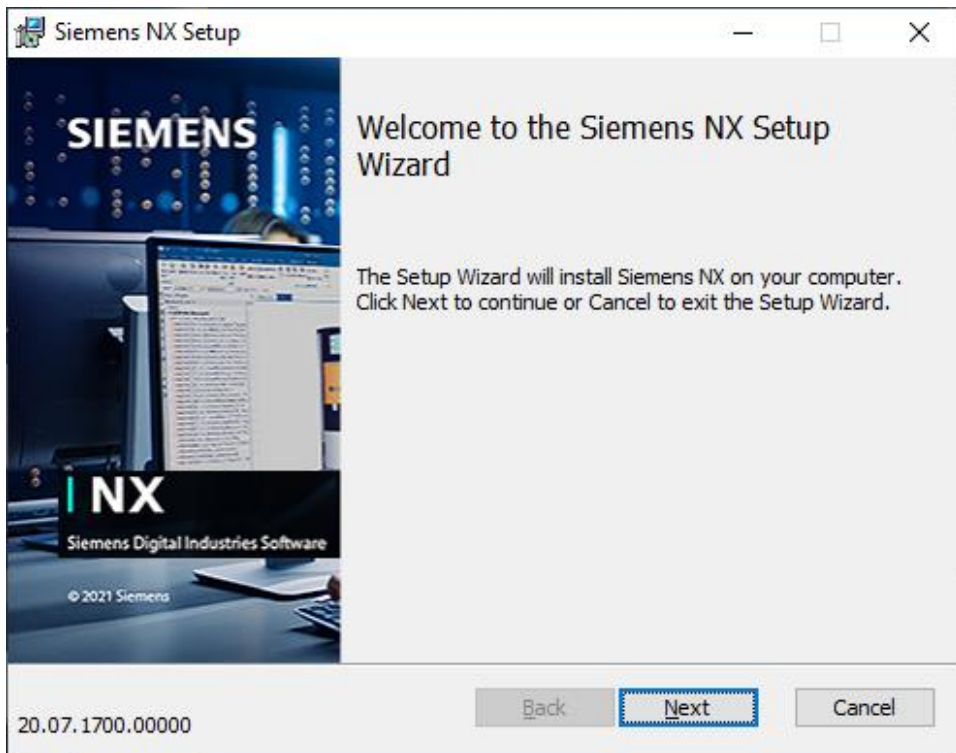 Siemens NX Setup
SIEMENS
Welcome to the Siemens NX Setup
Wizard
The Setup Wizard will install Siemens NX on your computer.
Click Next to continue or Cancel to exit the Setup Wizard.
NX
Siemens Digital Industries Software
© 2021 Siemens
20.07.1700.00000
Back
Next
Cancel